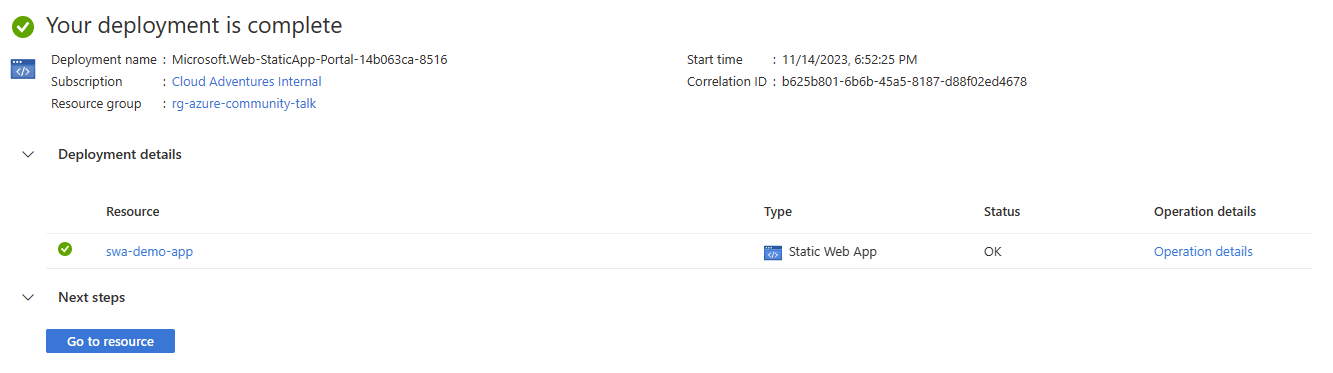 Your deployment is complete
Deployment name : Microsoft.Web-StaticApp-Portal-14b063ca-8516
Start time : 11/14/2023, 6:52:25 PM
Subscription : Cloud Adventures Internal
Correlation ID : b625b801-6b6b-45a5-8187-d88f02ed4678
Resource group : rg-azure-community-talk
Deployment details
Resource Type Status Operation details
swa-demo-app Static Web App OK Operation details
Next steps
Go to resource